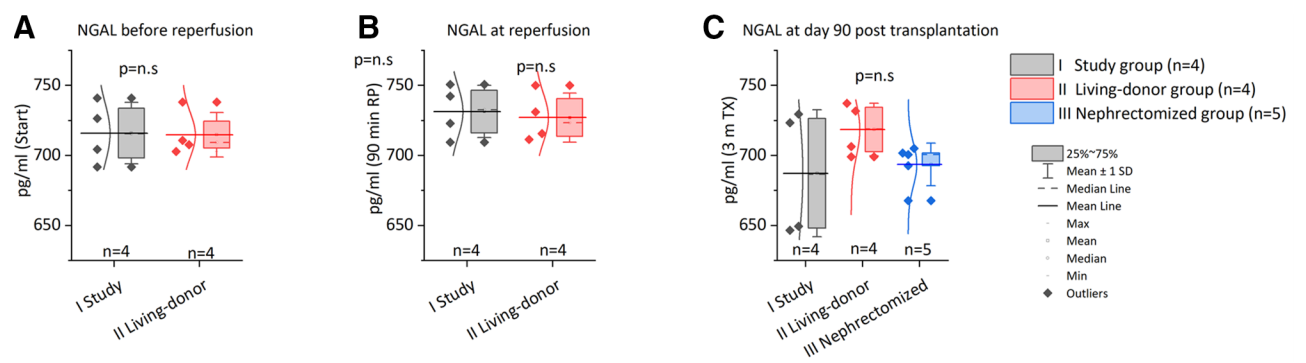 A
NGAL before reperfusion
p=n.s
750
700
650
pg/ml (Start)
n=4
n=4
I Study
II Living-donor
B
NGAL at reperfusion
p=n.s
p=n.s
750
700
650
pg/ml (90 min RP)
n=4
n=4
I Study
II Living-donor
C
NGAL at day 90 post transplantation
p=n.s
750
700
650
pg/ml (3 m TX)
n=4
n=4
n=5
I Study
II Living-donor
III Nephrectomized
I Study group (n=4)
II Living-donor group (n=4)
III Nephrectomized group (n=5)
25%~75%
Mean ± 1 SD
Median Line
Mean Line
Max
Mean
Median
Min
Outliers